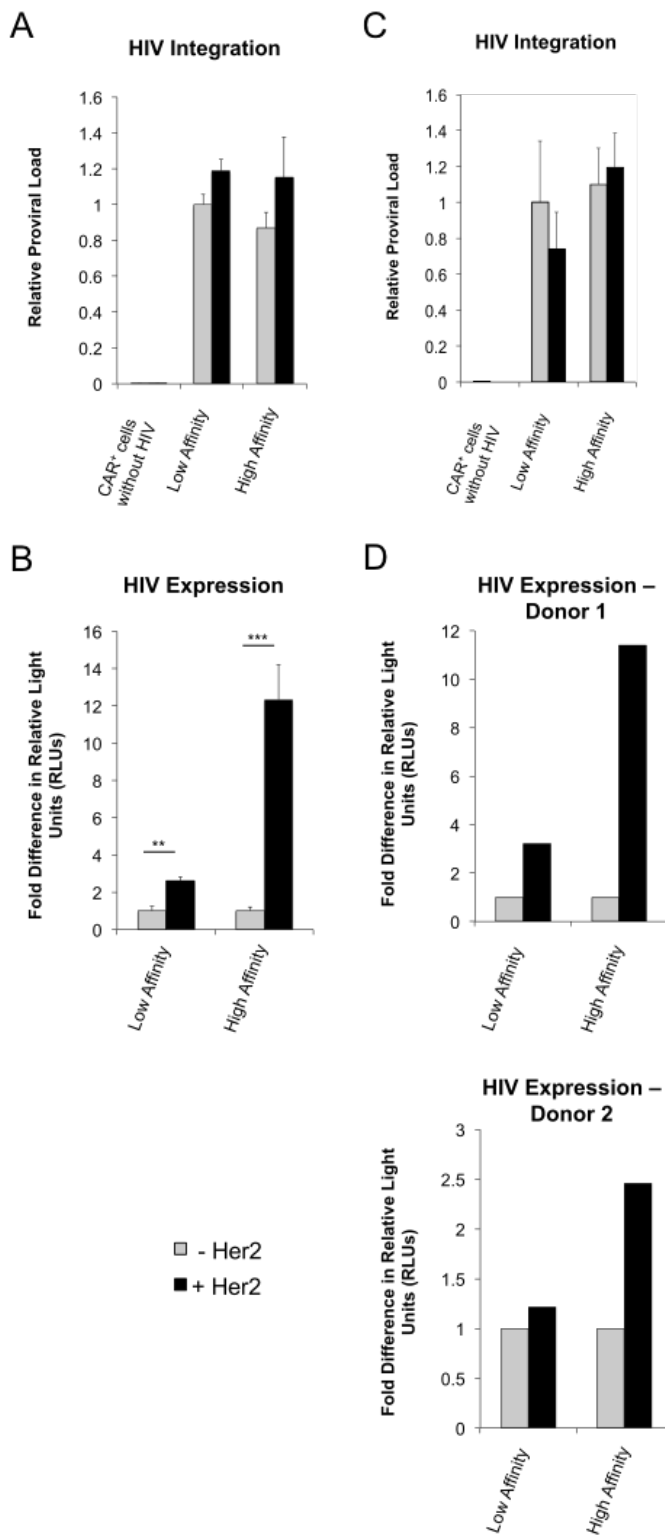 A
HIV Integration
Relative Proviral Load
1.6
1.4
1.2
1
0.8
0.6
0.4
0.2
0
CAR⁺ cells
without HIV
Low Affinity
High Affinity
C
HIV Integration
Relative Proviral Load
1.6
1.4
1.2
1
0.8
0.6
0.4
0.2
0
CAR⁺ cells
without HIV
Low Affinity
High Affinity
B
HIV Expression
Fold Difference in Relative Light
Units (RLUs)
16
14
12
10
8
6
4
2
0
**
***
Low Affinity
High Affinity
D
HIV Expression –
Donor 1
Fold Difference in Relative Light
Units (RLUs)
12
10
8
6
4
2
0
Low Affinity
High Affinity
HIV Expression –
Donor 2
Fold Difference in Relative Light
Units (RLUs)
3
2.5
2
1.5
1
0.5
0
Low Affinity
High Affinity
- Her2
+ Her2